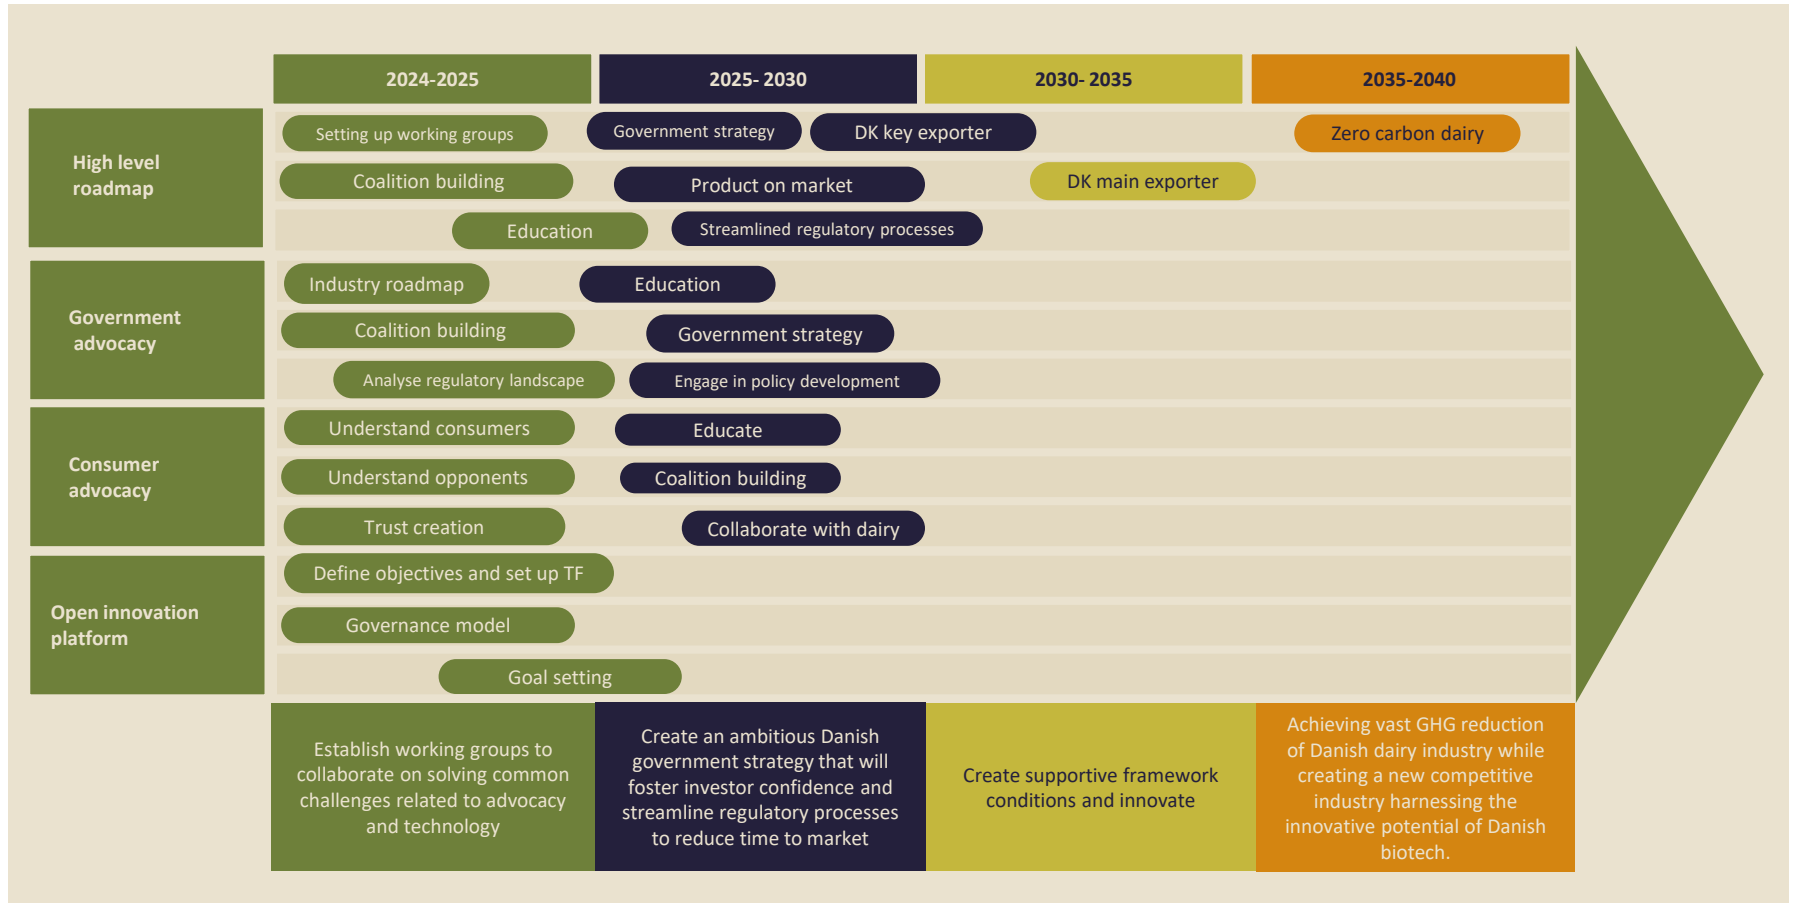 2024-2025
2025- 2030
2030- 2035
2035-2040
High level
roadmap
Setting up working groups
Government strategy
DK key exporter
Zero carbon dairy
Coalition building
Product on market
DK main exporter
Education
Streamlined regulatory processes
Government
advocacy
Industry roadmap
Education
Coalition building
Government strategy
Analyse regulatory landscape
Engage in policy development
Consumer
advocacy
Understand consumers
Educate
Understand opponents
Coalition building
Trust creation
Collaborate with dairy
Open innovation
platform
Define objectives and set up TF
Governance model
Goal setting
Establish working groups to
collaborate on solving common
challenges related to advocacy
and technology
Create an ambitious Danish
government strategy that will
foster investor confidence and
streamline regulatory processes
to reduce time to market
Create supportive framework
conditions and innovate
Achieving vast GHG reduction
of Danish dairy industry while
creating a new competitive
industry harnessing the
innovative potential of Danish
biotech.